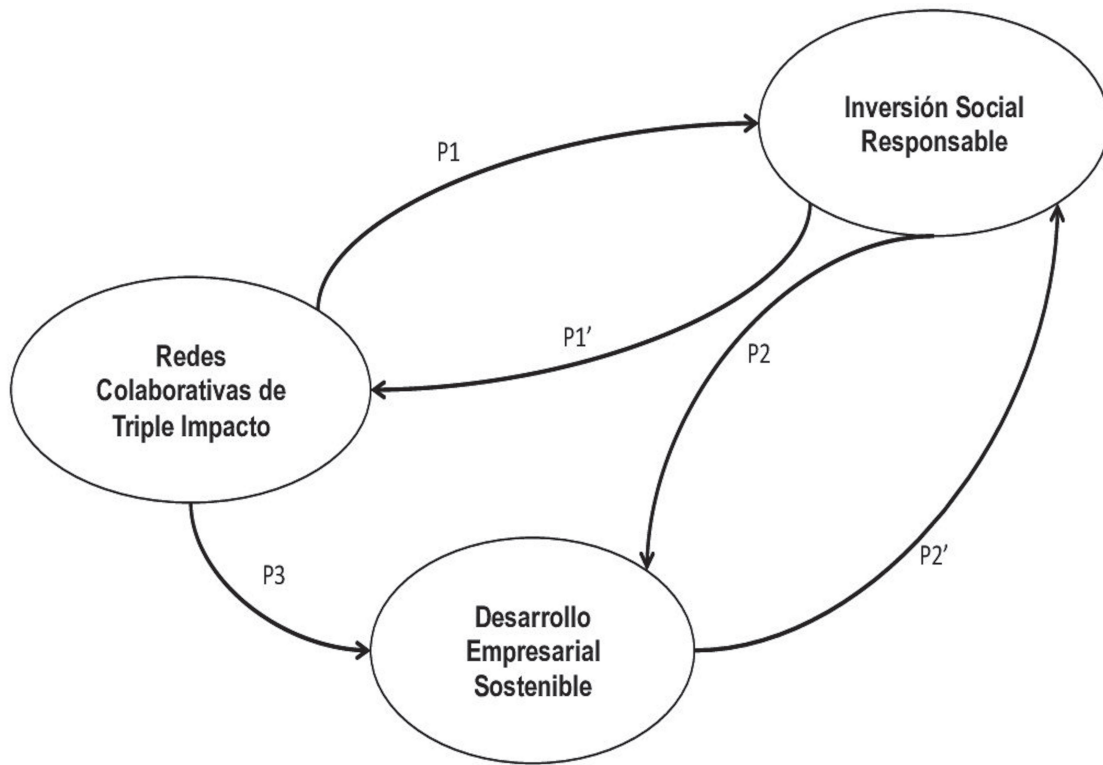 Inversión Social
Responsable
P1
P1’
P2
Redes
Colaborativas de
Triple Impacto
P2’
P3
Desarrollo
Empresarial
Sostenible